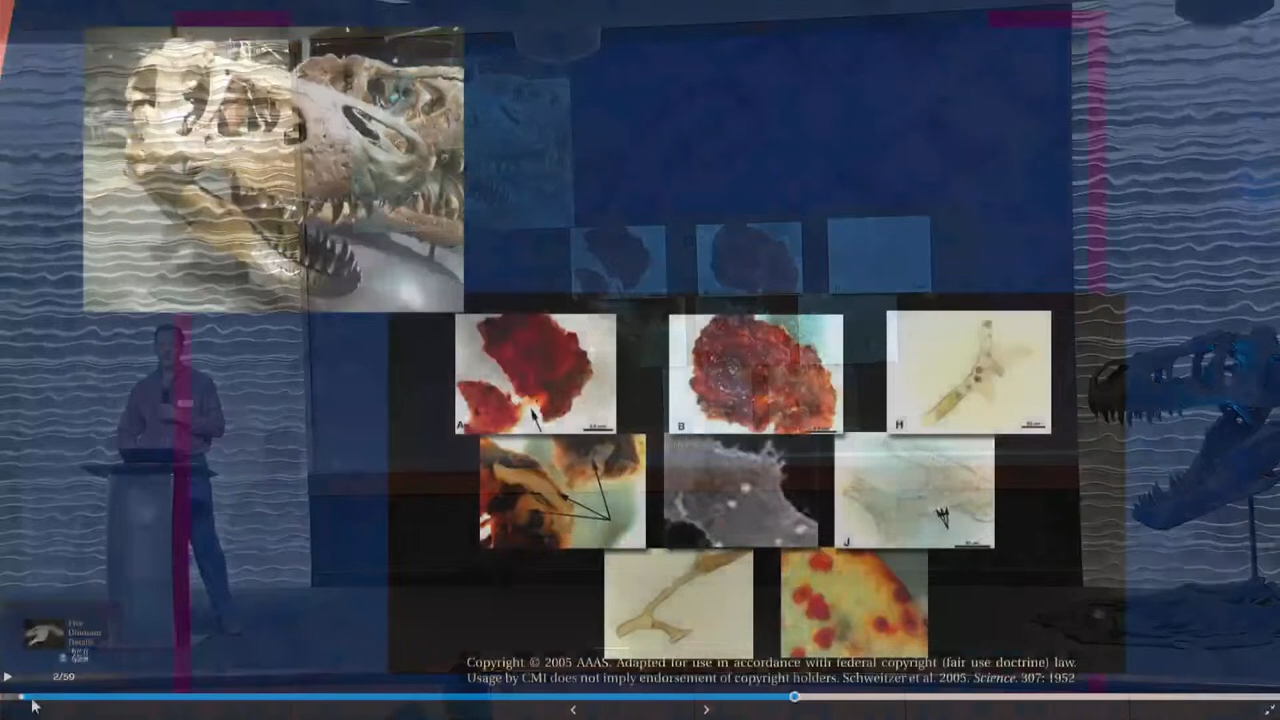 A
B
H
J
Copyright © 2005 AAAS. Adapted for use in accordance with federal copyright (fair use doctrine) law.
Usage by CMI does not imply endorsement of copyright holders. Schweitzer et al. 2005. Science. 307: 1952
2/59